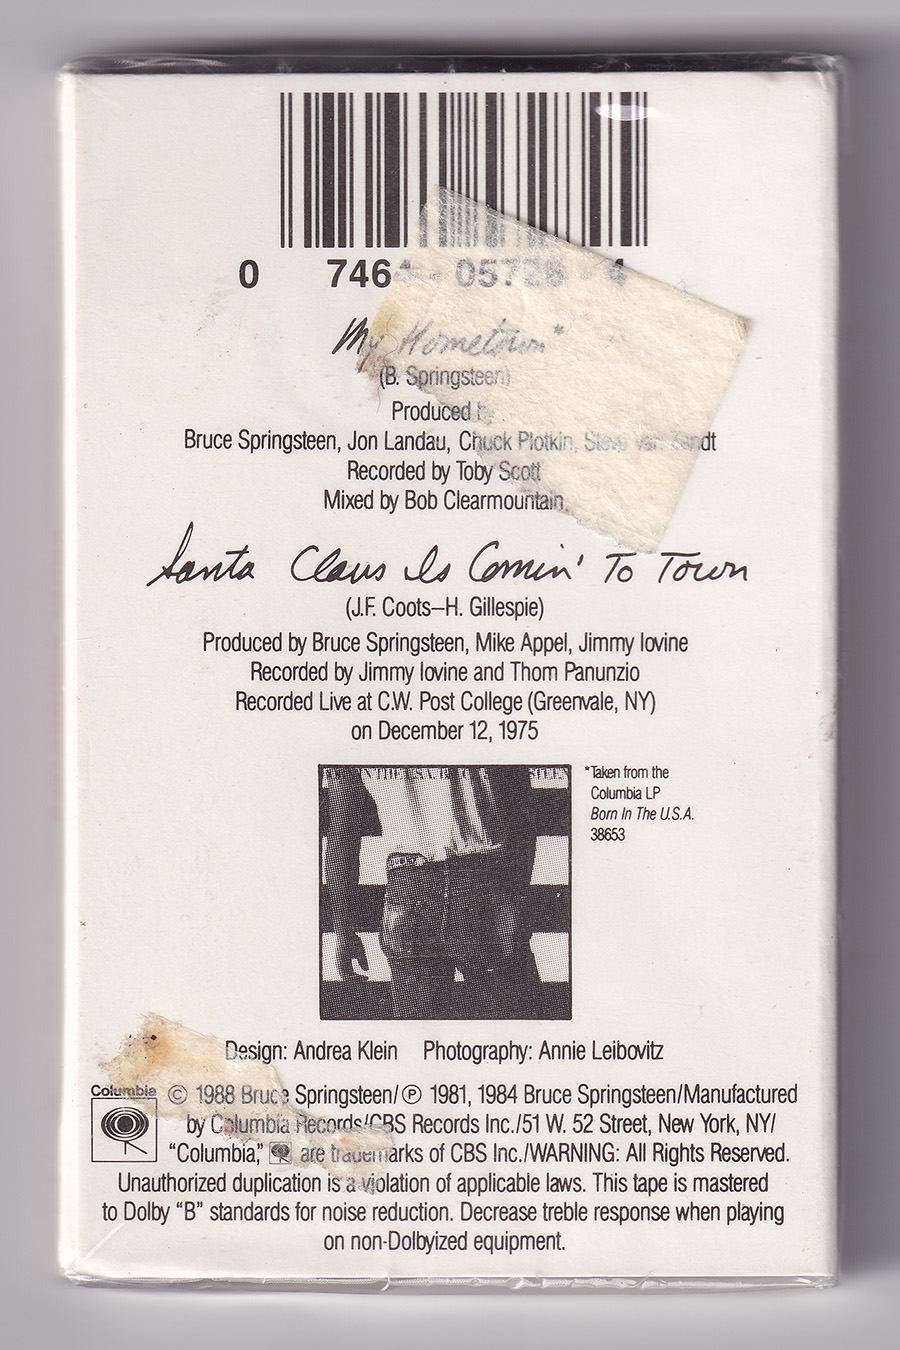 0 7464 05728 4
My Hometown*
(B. Springsteen)
Produced by
Bruce Springsteen, Jon Landau, Chuck Plotkin, Steve Van Zandt
Recorded by Toby Scott
Mixed by Bob Clearmountain
Santa Claus Is Comin' To Town
(J.F. Coots–H. Gillespie)
Produced by Bruce Springsteen, Mike Appel, Jimmy Iovine
Recorded by Jimmy Iovine and Thom Panunzio
Recorded Live at C.W. Post College (Greenvale, NY)
on December 12, 1975
*Taken from the
Columbia LP
Born In The U.S.A.
38653
Design: Andrea Klein Photography: Annie Leibovitz
Columbia
© 1988 Bruce Springsteen/℗ 1981, 1984 Bruce Springsteen/Manufactured
by Columbia Records/CBS Records Inc./51 W. 52 Street, New York, NY/
“Columbia,” are trademarks of CBS Inc./WARNING: All Rights Reserved.
Unauthorized duplication is a violation of applicable laws. This tape is mastered
to Dolby “B” standards for noise reduction. Decrease treble response when playing
on non-Dolbyized equipment.